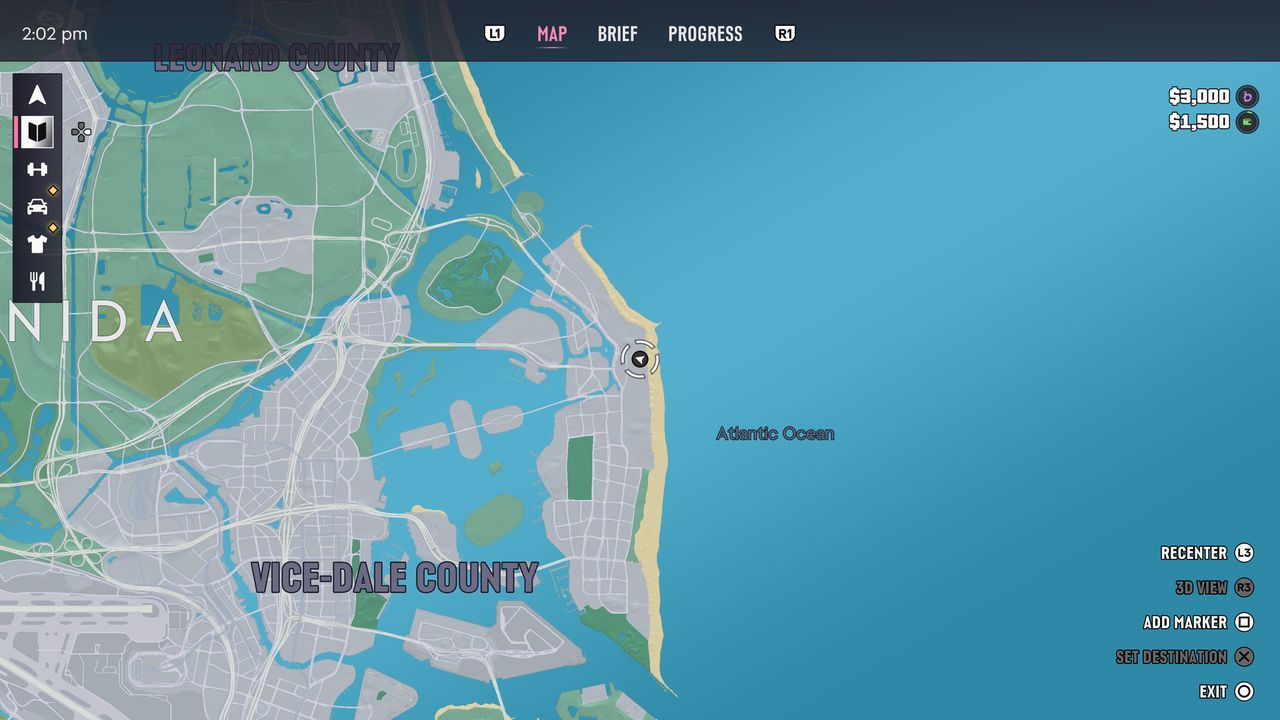 2:02 pm
L1 MAP BRIEF PROGRESS R1
LEONARD COUNTY
$3,000
$1,500
NIDA
Atlantic Ocean
VICE-DALE COUNTY
RECENTER L3
3D VIEW R3
ADD MARKER
SET DESTINATION
EXIT